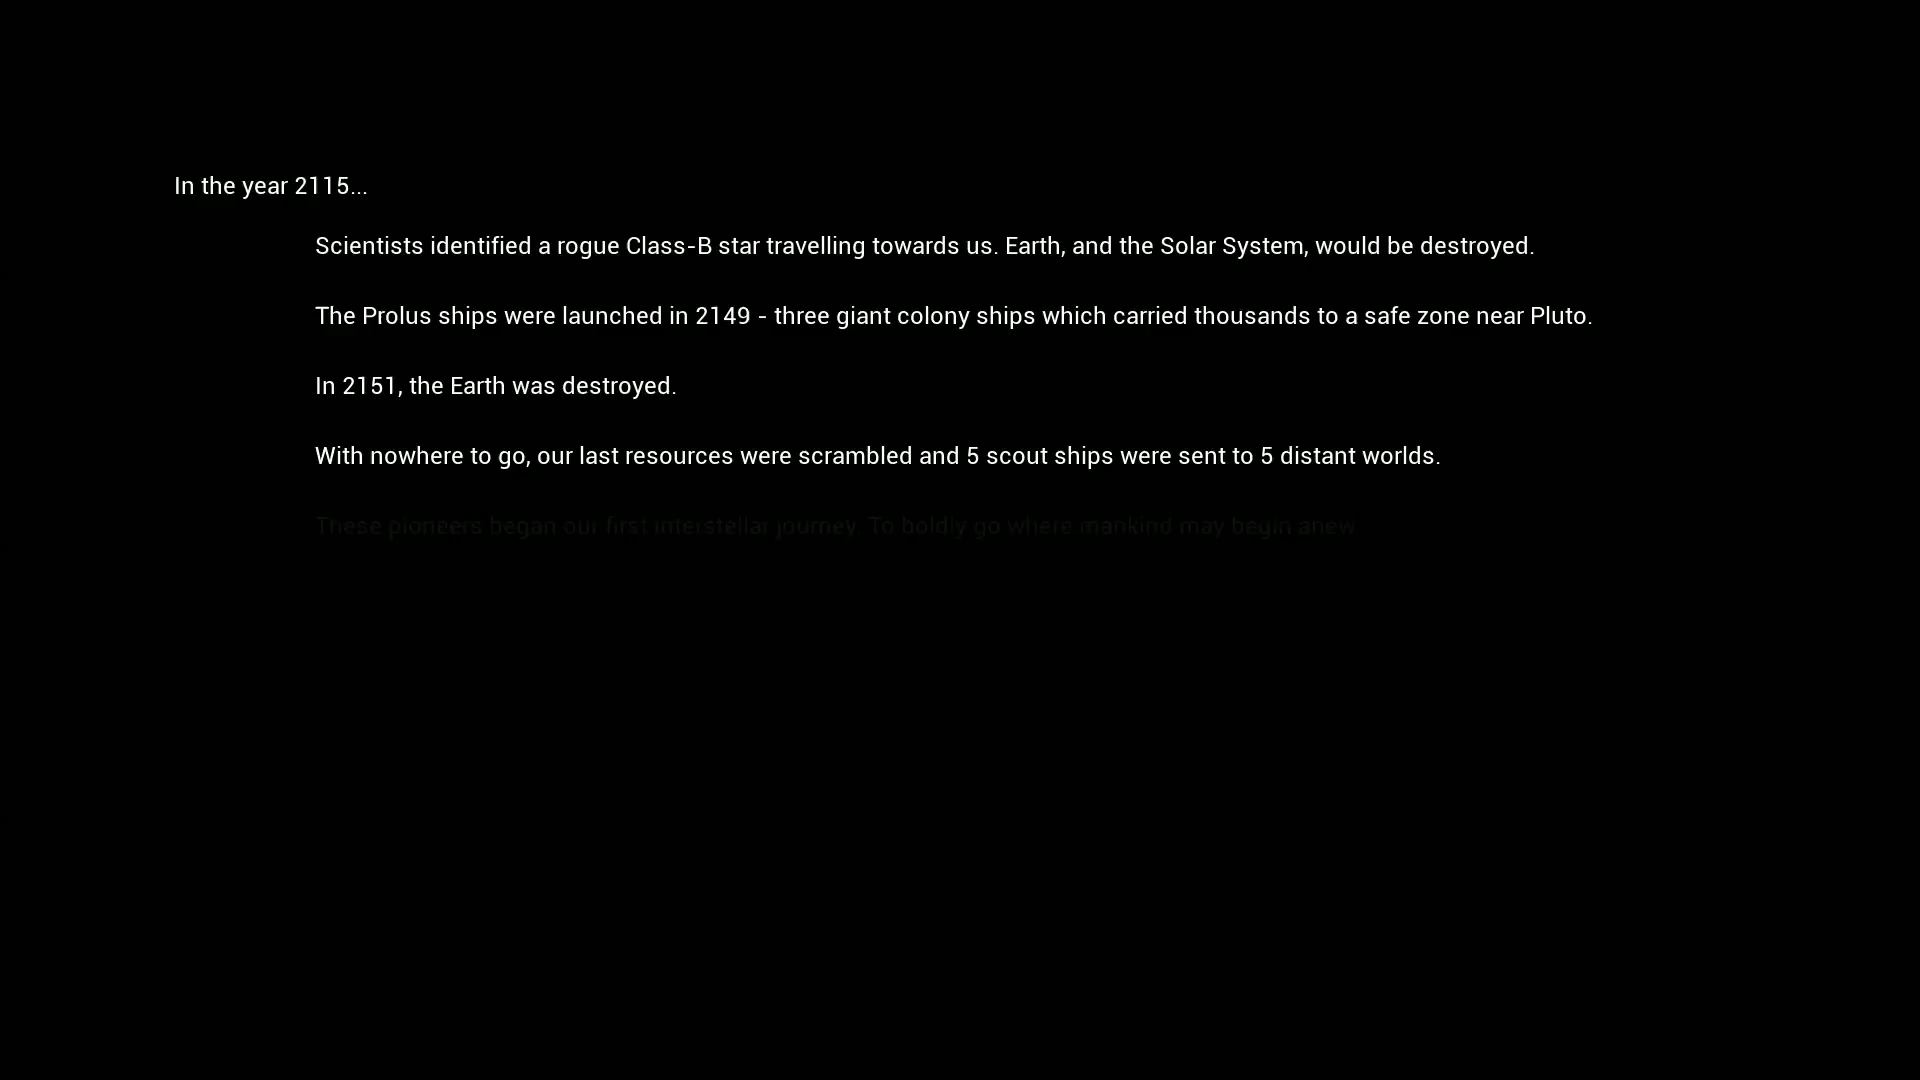 In the year 2115...
Scientists identified a rogue Class-B star travelling towards us. Earth, and the Solar System, would be destroyed.
The Prolus ships were launched in 2149 - three giant colony ships which carried thousands to a safe zone near Pluto.
In 2151, the Earth was destroyed.
With nowhere to go, our last resources were scrambled and 5 scout ships were sent to 5 distant worlds.
These pioneers began our first interstellar journey. To boldly go where mankind may begin anew.